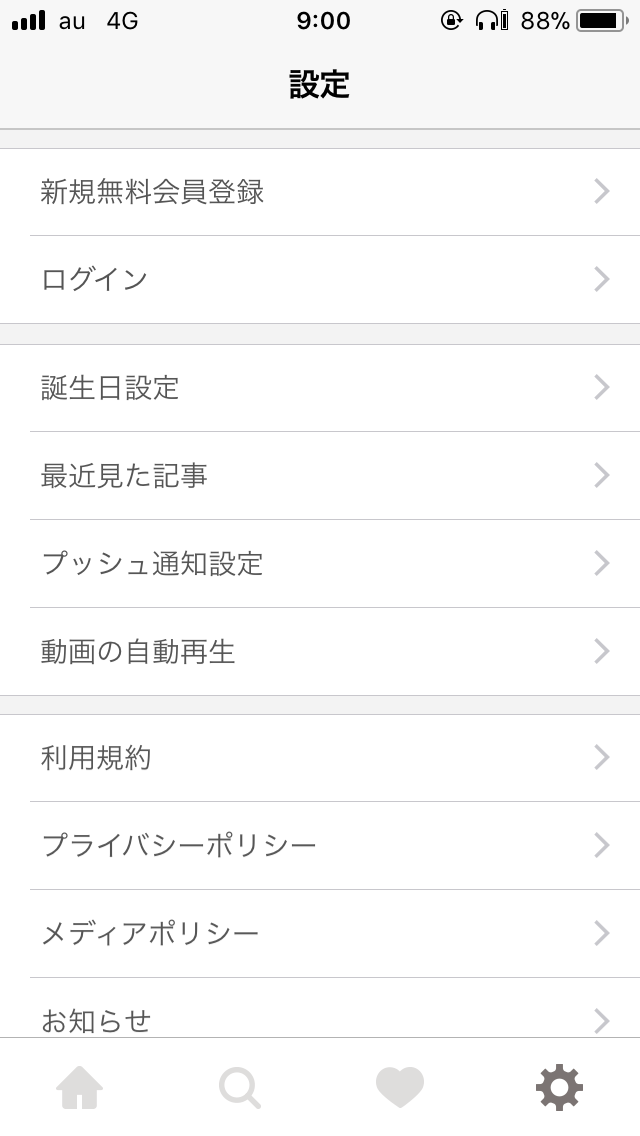 au 4G 9:00 88%
設定
新規無料会員登録
ログイン
誕生日設定
最近見た記事
プッシュ通知設定
動画の自動再生
利用規約
プライバシーポリシー
メディアポリシー
お知らせ